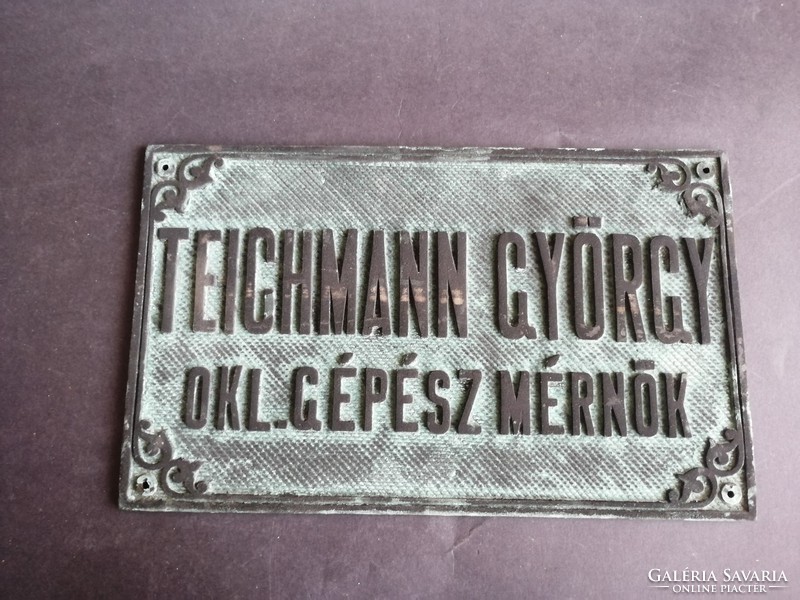 TEICHMANN GYÖRGY
OKL. GÉPÉSZ MÉRNÖK
GALÉRIA SAVARIA
ONLINE PIACTÉR